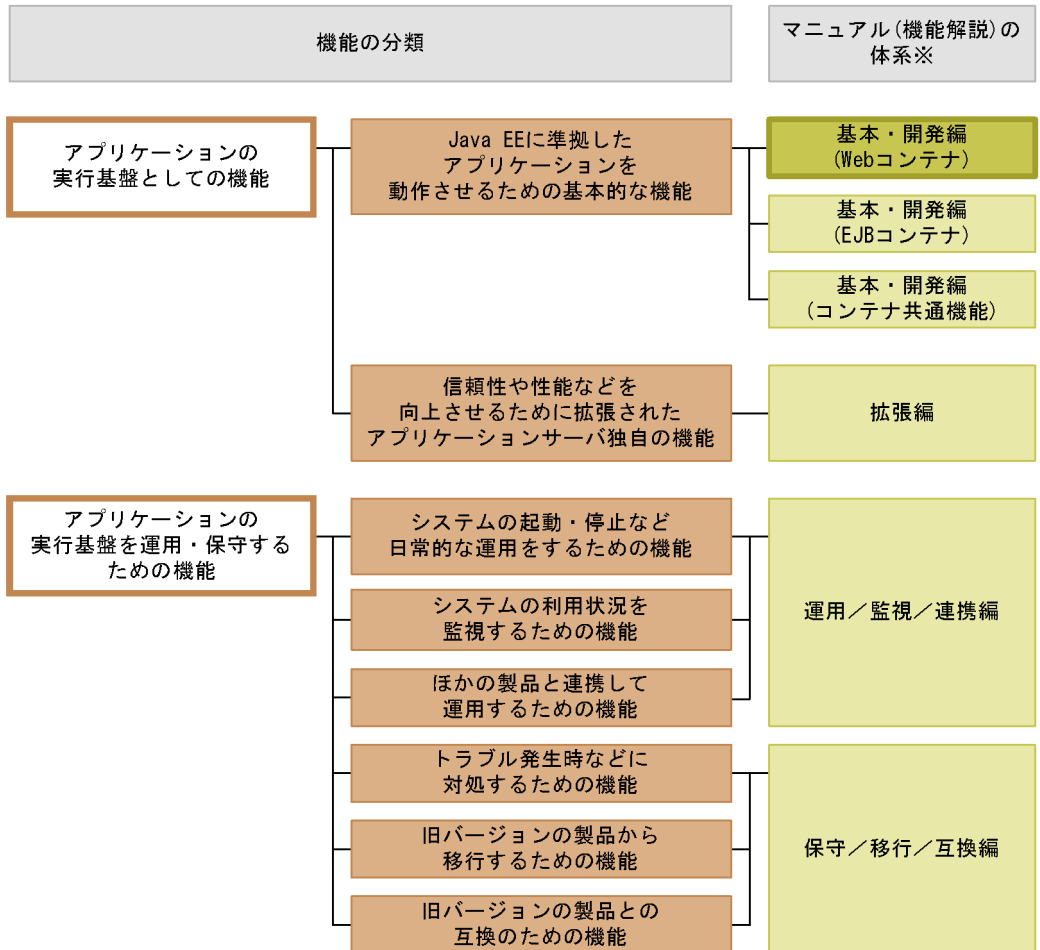 機能の分類
マニュアル(機能解説)の
体系※
アプリケーションの
実行基盤としての機能
Java EEに準拠した
アプリケーションを
動作させるための基本的な機能
基本・開発編
(Webコンテナ)
基本・開発編
(EJBコンテナ)
基本・開発編
(コンテナ共通機能)
信頼性や性能などを
向上させるために拡張された
アプリケーションサーバ独自の機能
拡張編
アプリケーションの
実行基盤を運用・保守する
ための機能
システムの起動・停止など
日常的な運用をするための機能
システムの利用状況を
監視するための機能
ほかの製品と連携して
運用するための機能
運用／監視／連携編
トラブル発生時などに
対処するための機能
旧バージョンの製品から
移行するための機能
旧バージョンの製品との
互換のための機能
保守／移行／互換編